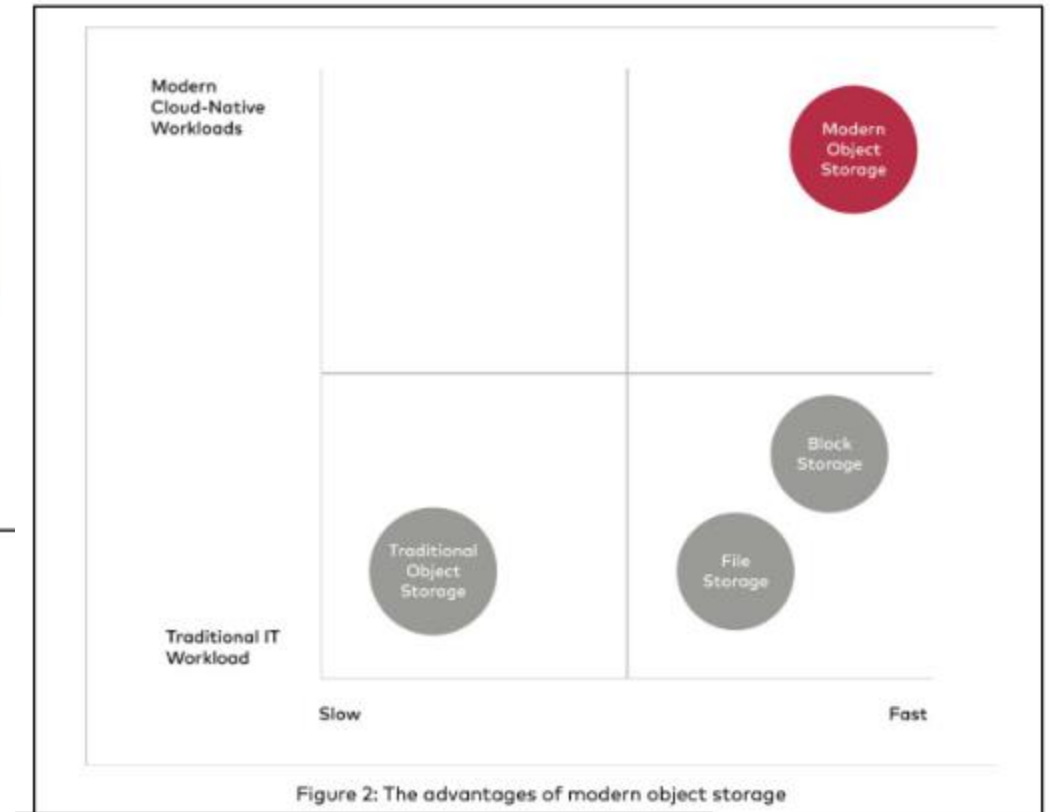 Modern
Cloud-Native
Workloads
Modern
Object
Storage
Block
Storage
Traditional
Object
Storage
File
Storage
Traditional IT
Workload
Slow
Fast
Figure 2: The advantages of modern object storage